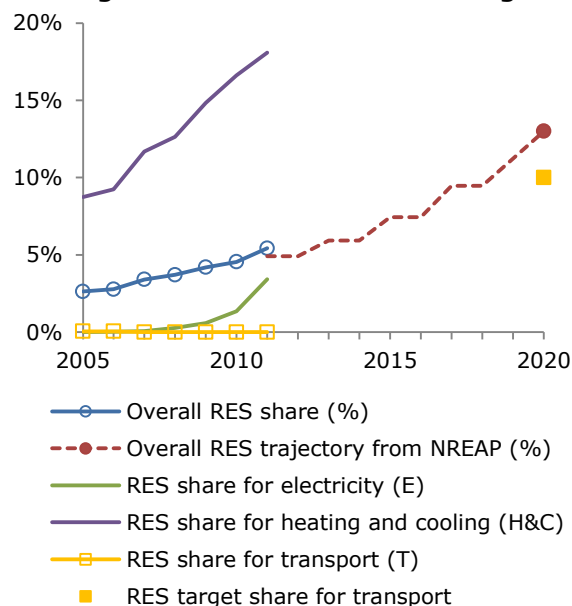 20%
15%
10%
5%
0%
2005 2010 2015 2020
Overall RES share (%)
Overall RES trajectory from NREAP (%)
RES share for electricity (E)
RES share for heating and cooling (H&C)
RES share for transport (T)
RES target share for transport